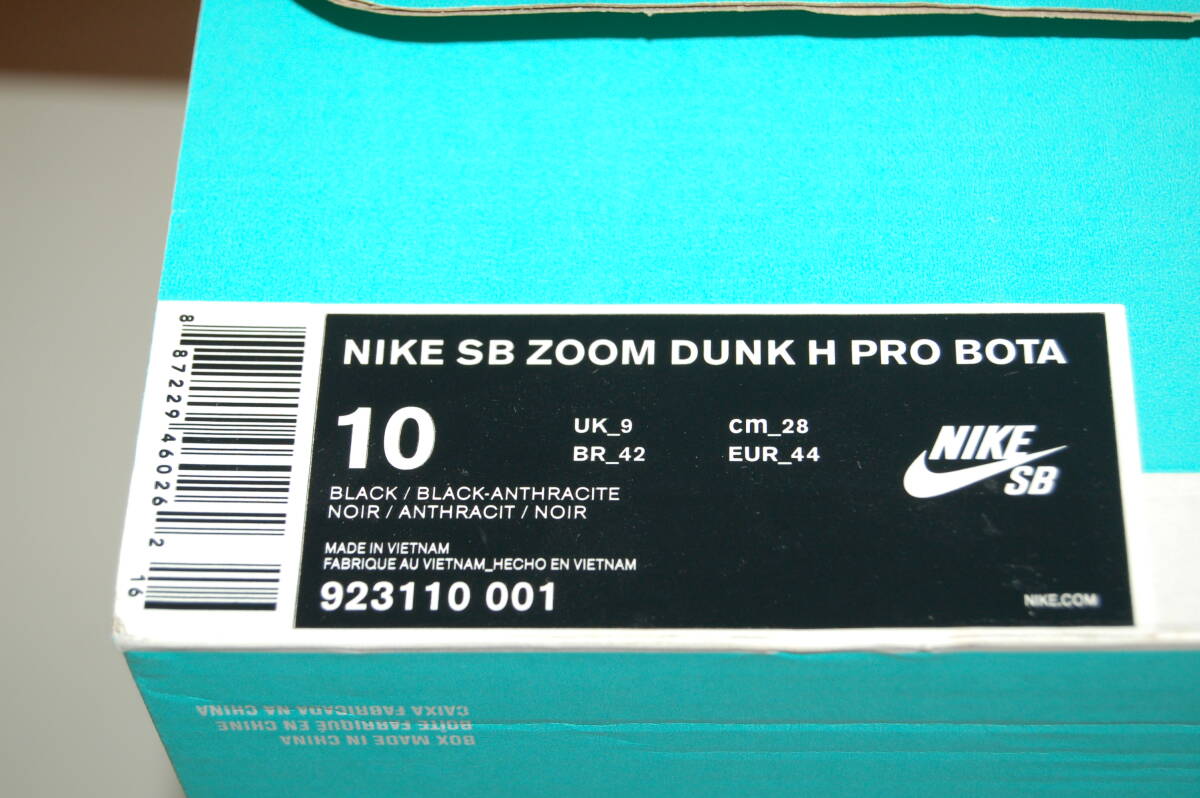 NIKE SB ZOOM DUNK H PRO BOTA
10
UK_9 cm_28
BR_42 EUR_44
NIKE
SB
BLACK / BLACK-ANTHRACITE
NOIR / ANTHRACIT / NOIR
MADE IN VIETNAM
FABRIQUE AU VIETNAM_HECHO EN VIETNAM
923110 001
NIKE.COM
8 87229 46026 2
16
BOX MADE IN CHINA
BOÎTE FABRIQUÉ EN CHINE
CAIXA FABRICADA NA CHINA